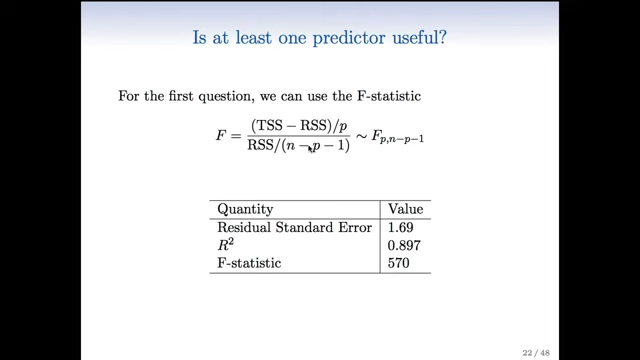 Is at least one predictor useful?
For the first question, we can use the F-statistic
F = (TSS − RSS)/p / RSS/(n − p − 1) ∼ F_{p,n−p−1}
Quantity Value
Residual Standard Error 1.69
R² 0.897
F-statistic 570
22 / 48